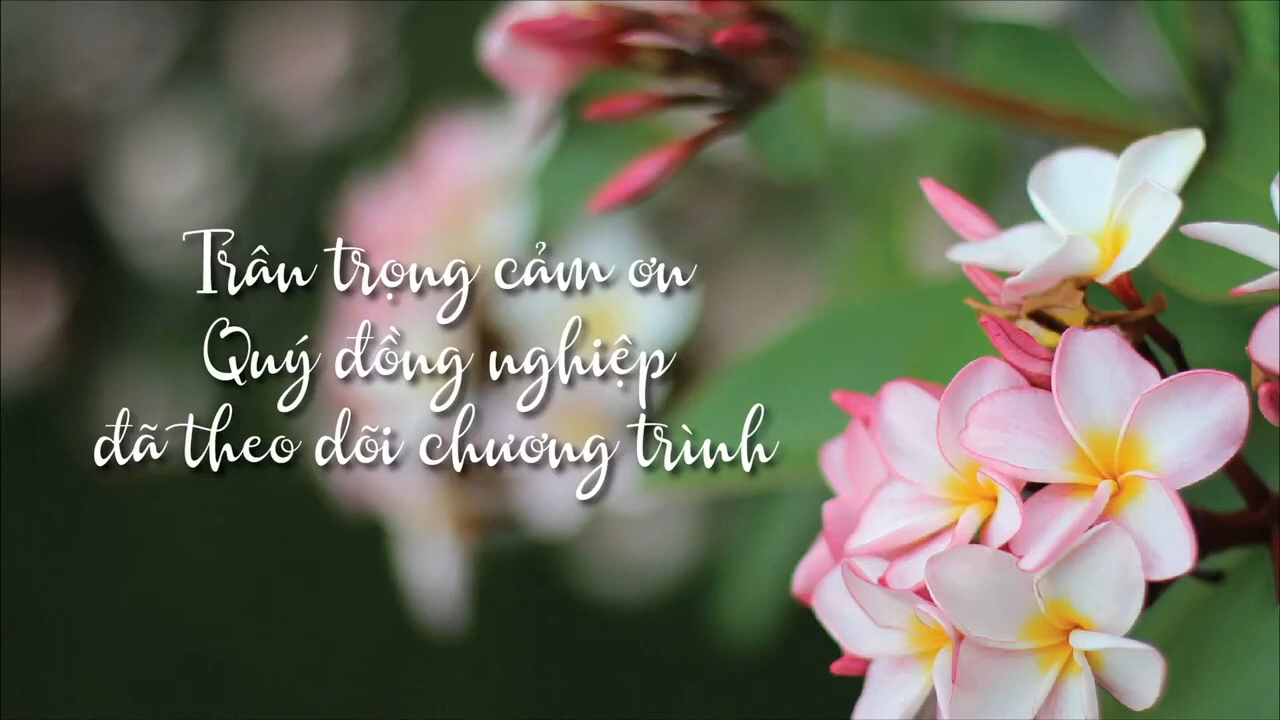 Trân trọng cảm ơn
Quý đồng nghiệp
đã theo dõi chương trình